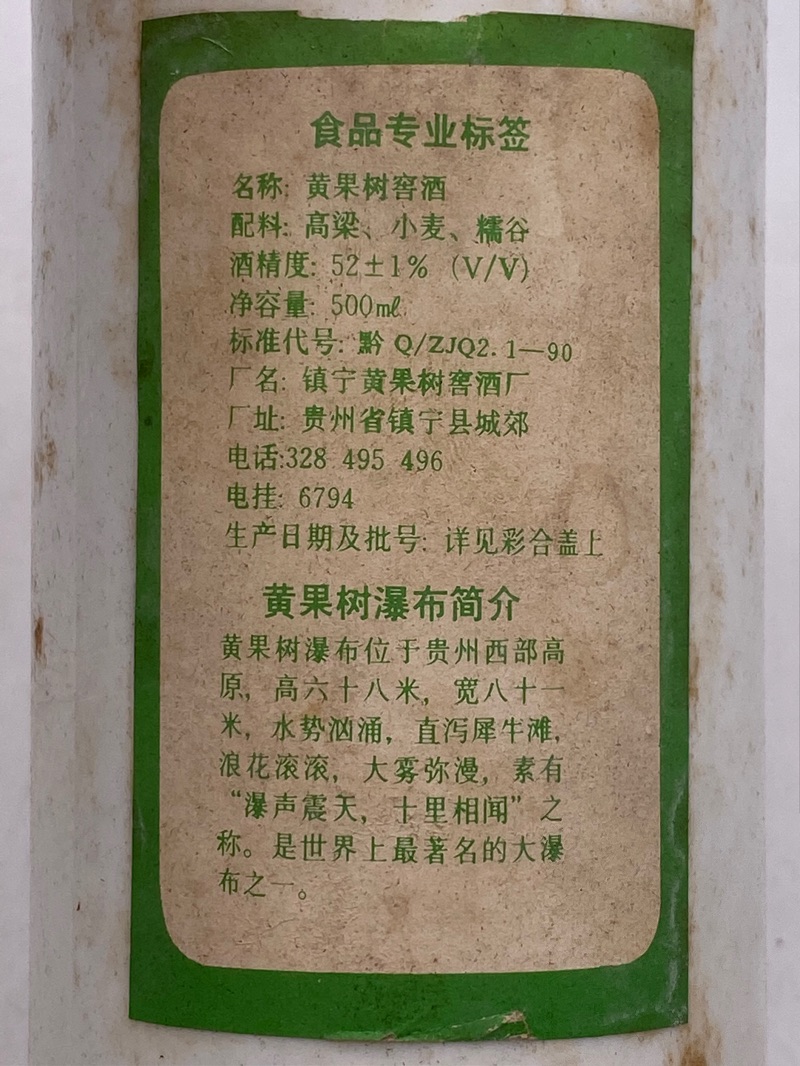 食品专业标签
名称: 黄果树窖酒
配料: 高梁、小麦、糯谷
酒精度: 52±1% (V/V)
净容量: 500㎖
标准代号: 黔 Q/ZJQ2.1—90
厂名: 镇宁黄果树窖酒厂
厂址: 贵州省镇宁县城郊
电话:328 495 496
电挂: 6794
生产日期及批号: 详见彩合盖上
黄果树瀑布简介
黄果树瀑布位于贵州西部高
原, 高六十八米, 宽八十一
米, 水势汹涌, 直泻犀牛滩,
浪花滚滚, 大雾弥漫, 素有
“瀑声震天, 十里相闻” 之
称。是世界上最著名的大瀑
布之一。